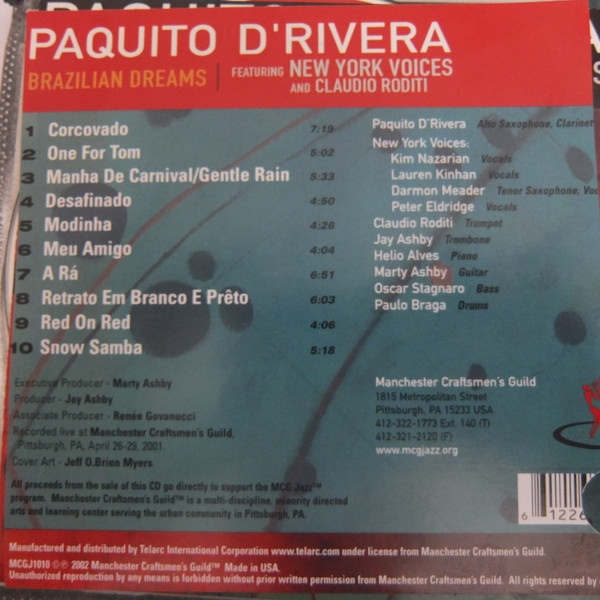 PAQUITO D'RIVERA
BRAZILIAN DREAMS
FEATURING NEW YORK VOICES
AND CLAUDIO RODITI
1 Corcovado 7:19
2 One For Tom 5:02
3 Manha De Carnival/Gentle Rain 5:33
4 Desafinado 4:50
5 Modinha 4:26
6 Meu Amigo 4:04
7 A Rá 6:51
8 Retrato Em Branco E Prêto 6:03
9 Red On Red 4:06
10 Snow Samba 5:18
Paquito D'Rivera Alto Saxophone, Clarinet
New York Voices:
Kim Nazarian Vocals
Lauren Kinhan Vocals
Darmon Meader Tenor Saxophone, Voc
Peter Eldridge Vocals
Claudio Roditi Trumpet
Jay Ashby Trombone
Helio Alves Piano
Marty Ashby Guitar
Oscar Stagnaro Bass
Paulo Braga Drums
Executive Producer - Marty Ashby
Producer - Jay Ashby
Associate Producer - Renée Govanucci
Recorded live at Manchester Craftsmen's Guild,
Pittsburgh, PA, April 26-29, 2001.
Cover Art - Jeff O.Brien Myers
Manchester Craftsmen's Guild
1815 Metropolitan Street
Pittsburgh, PA 15233 USA
412-322-1773 Ext. 140 (T)
412-321-2120 (F)
www.mcgjazz.org
All proceeds from the sale of this CD go directly to support the MCG Jazz™
program. Manchester Craftsmen's Guild™ is a multi-discipline, minority directed
arts and learning center serving the urban community in Pittsburgh, PA.
6 1226
Manufactured and distributed by Telarc International Corporation www.telarc.com under license from Manchester Craftsmen's Guild.
MCGJ1010 ©℗ 2002 Manchester Craftsmen's Guild™ Made in USA.
Unauthorized reproduction by any means is forbidden without prior written permission from Manchester Craftsmen's Guild. All rights reserved by